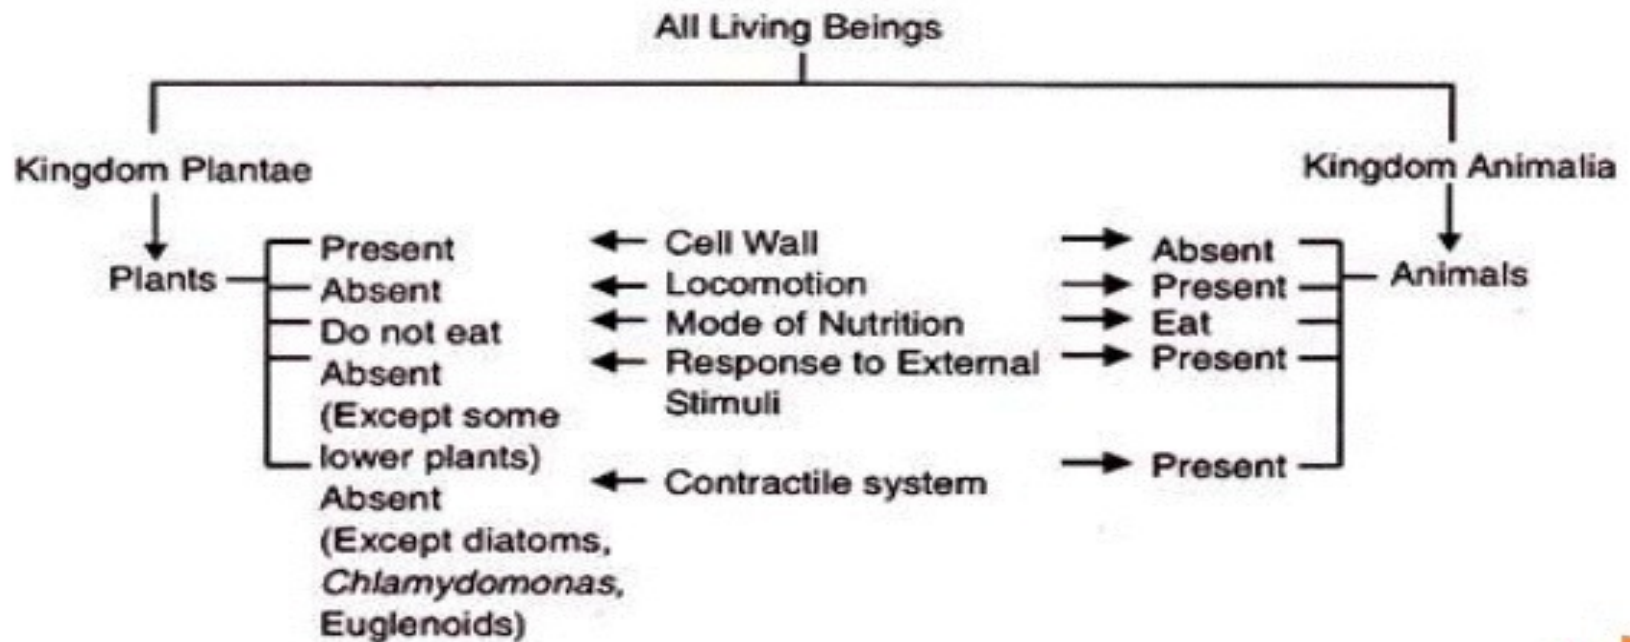 All Living Beings
Kingdom Plantae
Kingdom Animalia
Plants
Present
Absent
Do not eat
Absent
(Except some
lower plants)
Absent
(Except diatoms,
Chlamydomonas,
Euglenoids)
Cell Wall
Locomotion
Mode of Nutrition
Response to External
Stimuli
Contractile system
Absent
Present
Eat
Present
Present
Animals